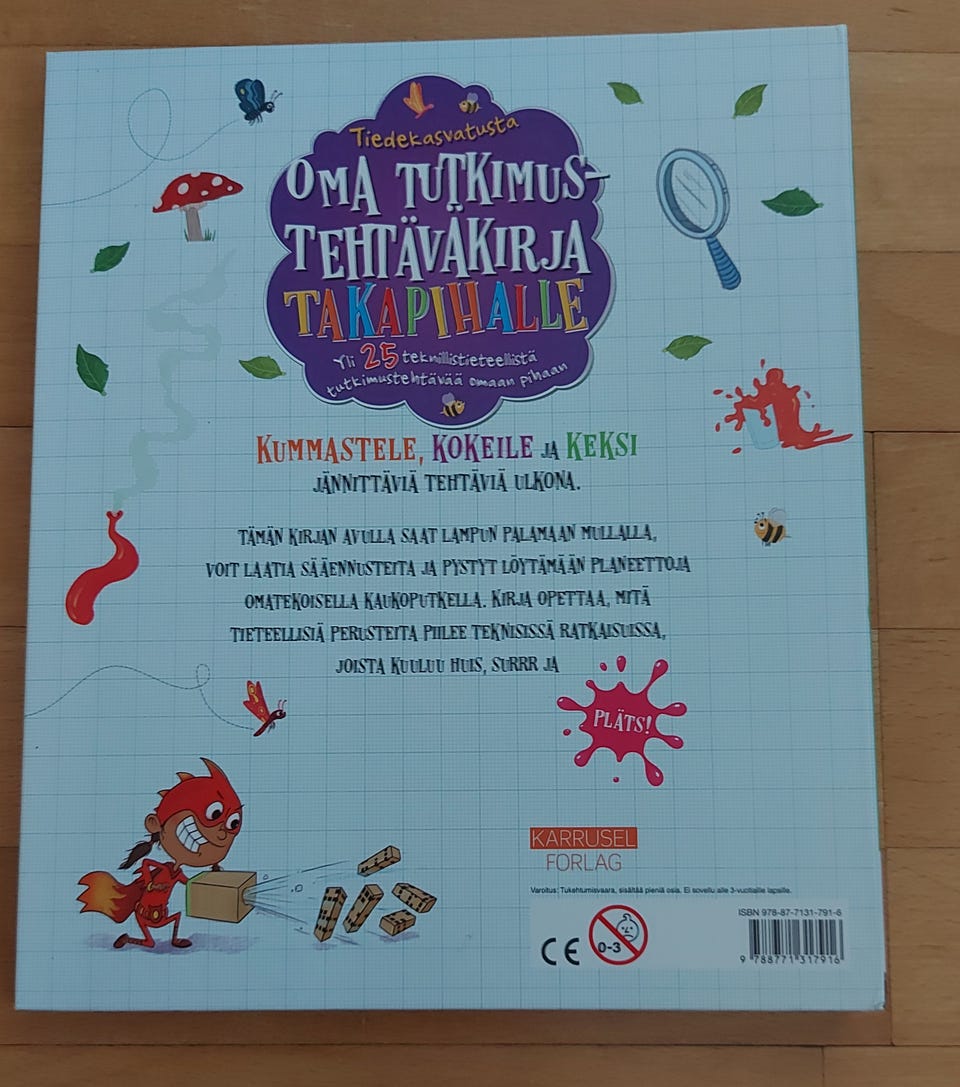 Tiedekasvatusta
OMA TUTKIMUS-
TEHTÄVÄKIRJA
TAKAPIHALLE
Yli 25 teknillistieteellistä
tutkimustehtävää omaan pihaan
KUMMASTELE, KOKEILE JA KEKSI
JÄNNITTÄVIÄ TEHTÄVIÄ ULKONA.
TÄMÄN KIRJAN AVULLA SAAT LAMPUN PALAMAAN MULLALLA,
VOIT LAATIA SÄÄENNUSTEITA JA PYSTYT LÖYTÄMÄÄN PLANEETTOJA
OMATEKOISELLA KAUKOPUTKELLA. KIRJA OPETTAA, MITÄ
TIETEELLISIÄ PERUSTEITA PIILEE TEKNISISSÄ RATKAISUISSA,
JOISTA KUULUU HUIS, SURRR JA
PLÄTS!
KARRUSEL
FORLAG
Varoitus: Tukehtumisvaara, sisältää pieniä osia. Ei sovellu alle 3-vuotiaille lapsille.
ISBN 978-87-7131-791-6
CE
0-3
9 788771 317916